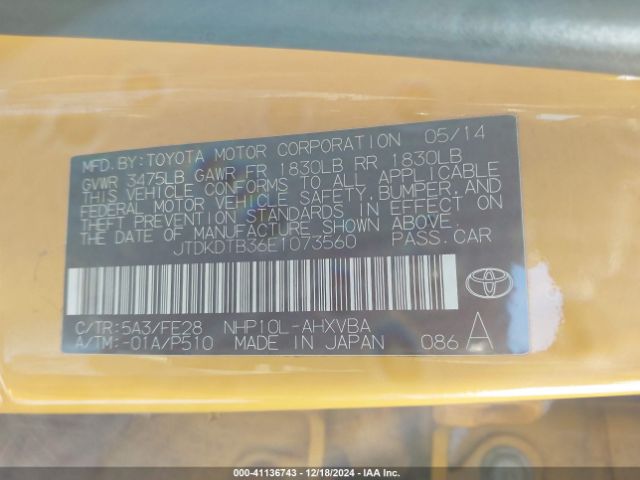 MFD. BY: TOYOTA MOTOR CORPORATION 05/14
GVWR 3475LB GAWR FR 1830LB RR 1830LB
THIS VEHICLE CONFORMS TO ALL APPLICABLE
FEDERAL MOTOR VEHICLE SAFETY, BUMPER, AND
THEFT PREVENTION STANDARDS IN EFFECT ON
THE DATE OF MANUFACTURE SHOWN ABOVE.
JTDKDTB36E1073560 PASS. CAR
C/TR: 5A3/FE28 NHP10L-AHXVBA
A/TM: -01A/P510 MADE IN JAPAN 086 A
TOYOTA
000-41136743 - 12/18/2024 - IAA Inc.